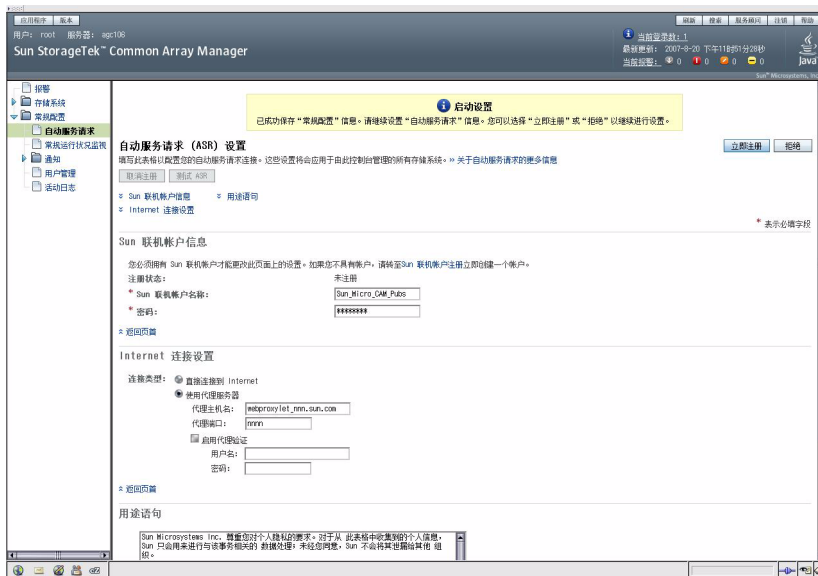 应用程序 版本
刷新 搜索 服务顾问 注销 帮助
用户: root 服务器: agc106
当前登录数: 1
Sun StorageTek™ Common Array Manager
最新更新: 2007-8-20 下午11时51分28秒
当前报警: 0 0 0 0
Java
Sun™ Microsystems, Inc.
报警
存储系统
常规配置
自动服务请求
常规运行状况监视
通知
用户管理
活动日志
启动设置
已成功保存“常规配置”信息。请继续设置“自动服务请求”信息。您可以选择“立即注册”或“拒绝”以继续进行设置。
自动服务请求 (ASR) 设置
立即注册 拒绝
填写此表格以配置您的自动服务请求连接。这些设置将会应用于由此控制台管理的所有存储系统。» 关于自动服务请求的更多信息
取消注册 测试 ASR
Sun 联机帐户信息 用途语句
Internet 连接设置
* 表示必填字段
Sun 联机帐户信息
您必须拥有 Sun 联机帐户才能更改此页面上的设置。如果您不具有帐户，请转至Sun 联机帐户注册立即创建一个帐户。
注册状态: 未注册
* Sun 联机帐户名称: Sun_Micro_CAM_Pubs
* 密码: ********
返回页首
Internet 连接设置
连接类型: 直接连接到 Internet
使用代理服务器
代理主机名: webproxylet_nnn.sun.com
代理端口: nnnn
启用代理验证
用户名:
密码:
返回页首
用途语句
Sun Microsystems Inc. 尊重您对个人隐私的要求。对于从 此表格中收集到的个人信息,
Sun 只会用来进行与该事务相关的 数据处理; 未经您同意, Sun 不会将其泄漏给其他 组
织。